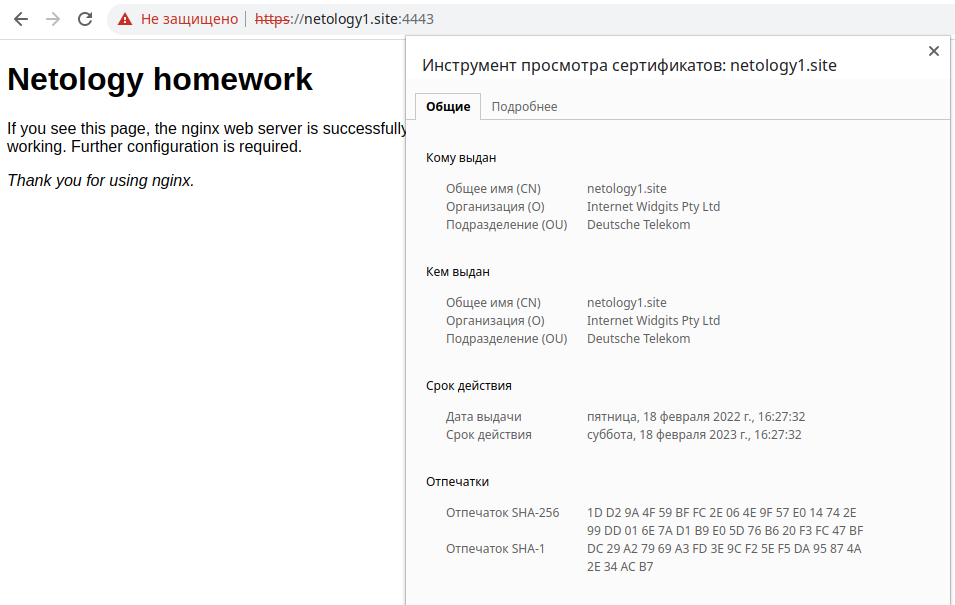 Не защищено | https://netology1.site:4443
Netology homework
If you see this page, the nginx web server is successfully
working. Further configuration is required.
Thank you for using nginx.
Инструмент просмотра сертификатов: netology1.site
Общие Подробнее
Кому выдан
Общее имя (CN) netology1.site
Организация (O) Internet Widgits Pty Ltd
Подразделение (OU) Deutsche Telekom
Кем выдан
Общее имя (CN) netology1.site
Организация (O) Internet Widgits Pty Ltd
Подразделение (OU) Deutsche Telekom
Срок действия
Дата выдачи пятница, 18 февраля 2022 г., 16:27:32
Срок действия суббота, 18 февраля 2023 г., 16:27:32
Отпечатки
Отпечаток SHA-256 1D D2 9A 4F 59 BF FC 2E 06 4E 9F 57 E0 14 74 2E
99 DD 01 6E 7A D1 B9 E0 5D 76 B6 20 F3 FC 47 BF
Отпечаток SHA-1 DC 29 A2 79 69 A3 FD 3E 9C F2 5E F5 DA 95 87 4A
2E 34 AC B7